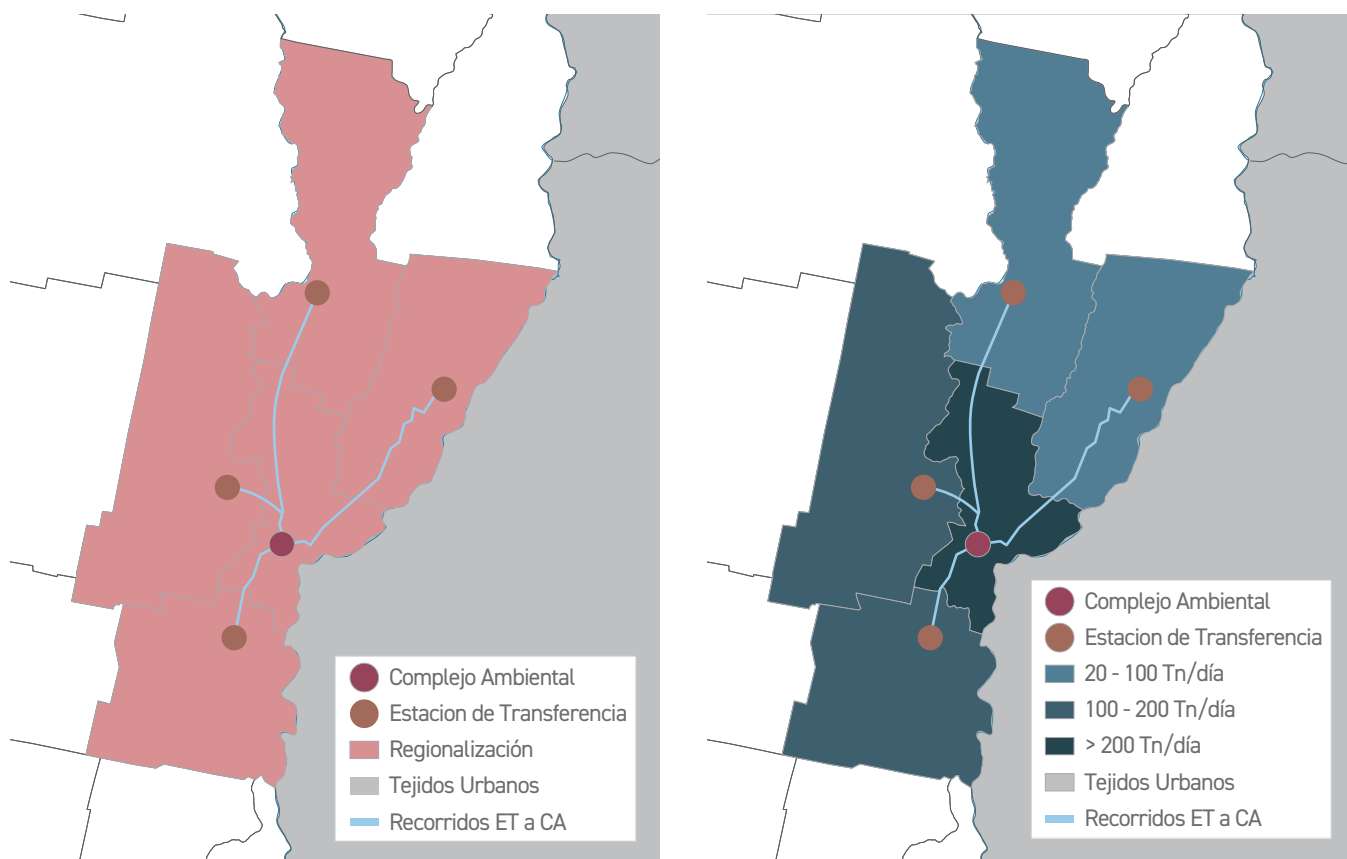 Complejo Ambiental
Estacion de Transferencia
Regionalización
Tejidos Urbanos
Recorridos ET a CA
Complejo Ambiental
Estacion de Transferencia
20 - 100 Tn/día
100 - 200 Tn/día
> 200 Tn/día
Tejidos Urbanos
Recorridos ET a CA